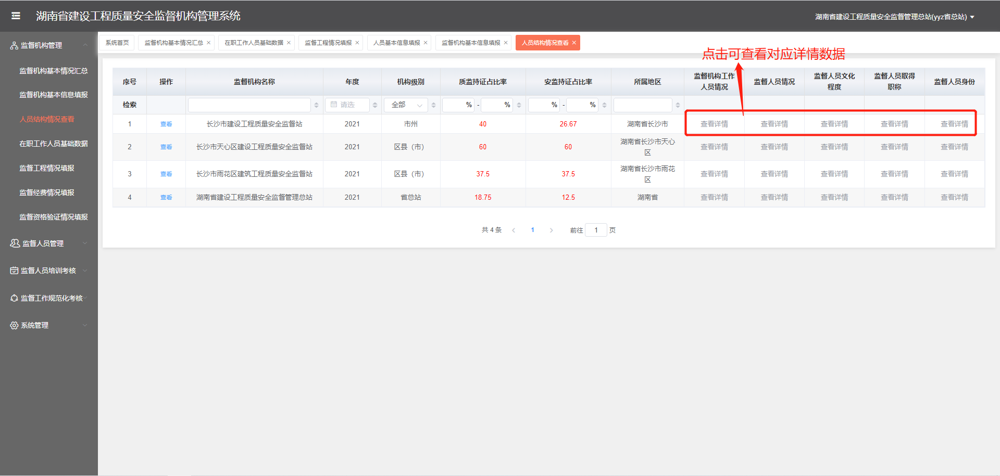 湖南省建设工程质量安全监督机构管理系统
湖南省建设工程质量安全监督管理总站(yyz省总站)
监督机构管理
监督机构基本情况汇总
监督机构基本信息填报
人员结构情况查看
在职工作人员基础数据
监督工程情况填报
监督经费情况填报
监督资格验证情况填报
监督人员管理
监督人员培训考核
监督工作规范化考核
系统管理
系统首页 监督机构基本情况汇总 × 在职工作人员基础数据 × 监督工程情况填报 × 人员基本信息填报 × 监督机构基本信息填报 × 人员结构情况查看 ×
点击可查看对应详情数据
序号 操作 监督机构名称 年度 机构级别 质监持证占比率 安监持证占比率 所属地区 监督机构工作人员情况 监督人员情况 监督人员文化程度 监督人员取得职称 监督人员身份
检索 请选 全部 % - % % - %
1 查看 长沙市建设工程质量安全监督站 2021 市州 40 26.67 湖南省长沙市 查看详情 查看详情 查看详情 查看详情 查看详情
2 查看 长沙市天心区建设工程质量安全监督站 2021 区县（市） 60 60 湖南省长沙市天心区 查看详情 查看详情 查看详情 查看详情 查看详情
3 查看 长沙市雨花区建筑工程质量安全监督站 2021 区县（市） 37.5 37.5 湖南省长沙市雨花区 查看详情 查看详情 查看详情 查看详情 查看详情
4 查看 湖南省建设工程质量安全监督管理总站 2021 省总站 18.75 12.5 湖南省 查看详情 查看详情 查看详情 查看详情 查看详情
共 4 条 1 前往 1 页